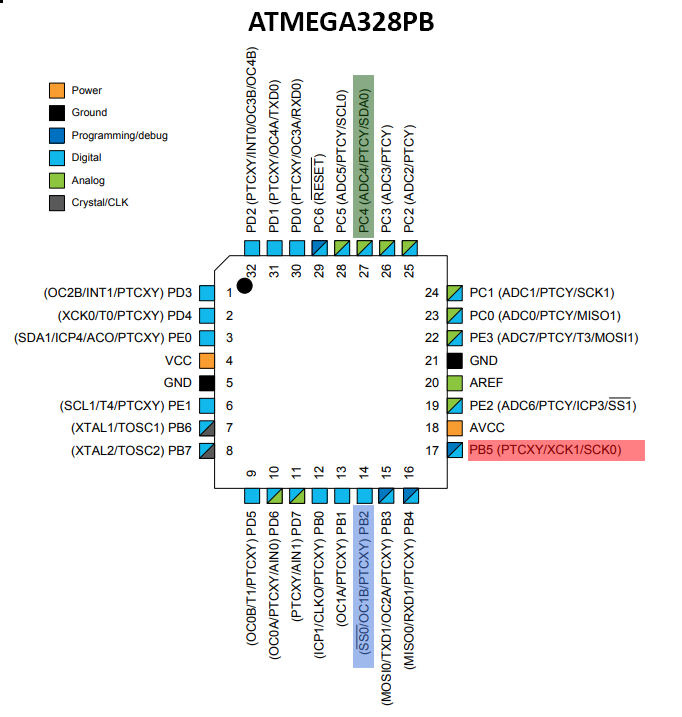 ATMEGA328PB
Power
Ground
Programming/debug
Digital
Analog
Crystal/CLK
PD2 (PTCXY/INT0/OC3B/OC4B)
PD1 (PTCXY/OC4A/TXD0)
PD0 (PTCXY/OC3A/RXD0)
PC6 (RESET)
PC5 (ADC5/PTCY/SCL0)
PC4 (ADC4/PTCY/SDA0)
PC3 (ADC3/PTCY)
PC2 (ADC2/PTCY)
32
31
30
29
28
27
26
25
(OC2B/INT1/PTCXY) PD3 1
(XCK0/T0/PTCXY) PD4 2
(SDA1/ICP4/ACO/PTCXY) PE0 3
VCC 4
GND 5
(SCL1/T4/PTCXY) PE1 6
(XTAL1/TOSC1) PB6 7
(XTAL2/TOSC2) PB7 8
24 PC1 (ADC1/PTCY/SCK1)
23 PC0 (ADC0/PTCY/MISO1)
22 PE3 (ADC7/PTCY/T3/MOSI1)
21 GND
20 AREF
19 PE2 (ADC6/PTCY/ICP3/SS1)
18 AVCC
17 PB5 (PTCXY/XCK1/SCK0)
9
10
11
12
13
14
15
16
(OC0B/T1/PTCXY) PD5
(OC0A/PTCXY/AIN0) PD6
(PTCXY/AIN1) PD7
(ICP1/CLKO/PTCXY) PB0
(OC1A/PTCXY) PB1
(SS0/OC1B/PTCXY) PB2
(MOSI0/TXD1/OC2A/PTCXY) PB3
(MISO0/RXD1/PTCXY) PB4